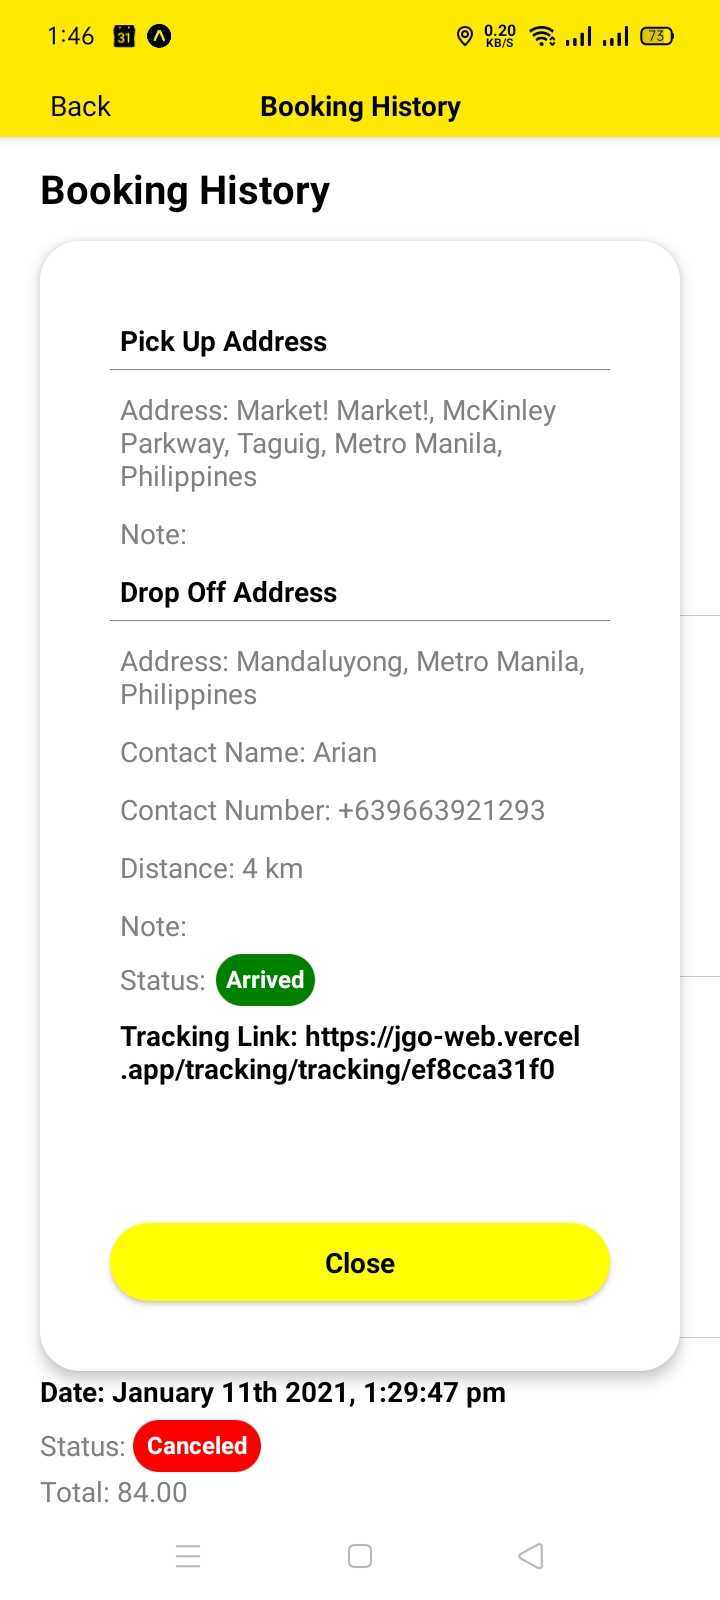 1:46 31 0.20 KB/S 73
Back Booking History
Booking History
Pick Up Address
Address: Market! Market!, McKinley
Parkway, Taguig, Metro Manila,
Philippines
Note:
Drop Off Address
Address: Mandaluyong, Metro Manila,
Philippines
Contact Name: Arian
Contact Number: +639663921293
Distance: 4 km
Note:
Status: Arrived
Tracking Link: https://jgo-web.vercel
.app/tracking/tracking/ef8cca31f0
Close
Date: January 11th 2021, 1:29:47 pm
Status: Canceled
Total: 84.00